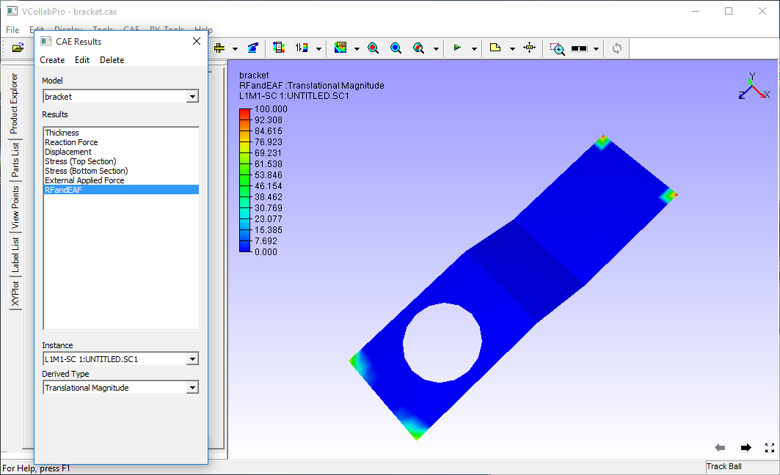 VCollabPro - bracket.cax
File Edit Display Tools CAE
CAE Results
Create Edit Delete
Model
bracket
Results
Thickness
Reaction Force
Displacement
Stress (Top Section)
Stress (Bottom Section)
External Applied Force
RFandEAF
Instance
L1M1-SC 1:UNTITLED.SC1
Derived Type
Translational Magnitude
Product Explorer
Parts List
View Points
Label List
XYPlot
bracket
RFandEAF :Translational Magnitude
L1M1-SC 1:UNTITLED.SC1
100.000
92.308
84.615
76.923
69.231
61.538
53.846
46.154
38.462
30.769
23.077
15.385
7.692
0.000
Y
Z
X
For Help, press F1
Track Ball